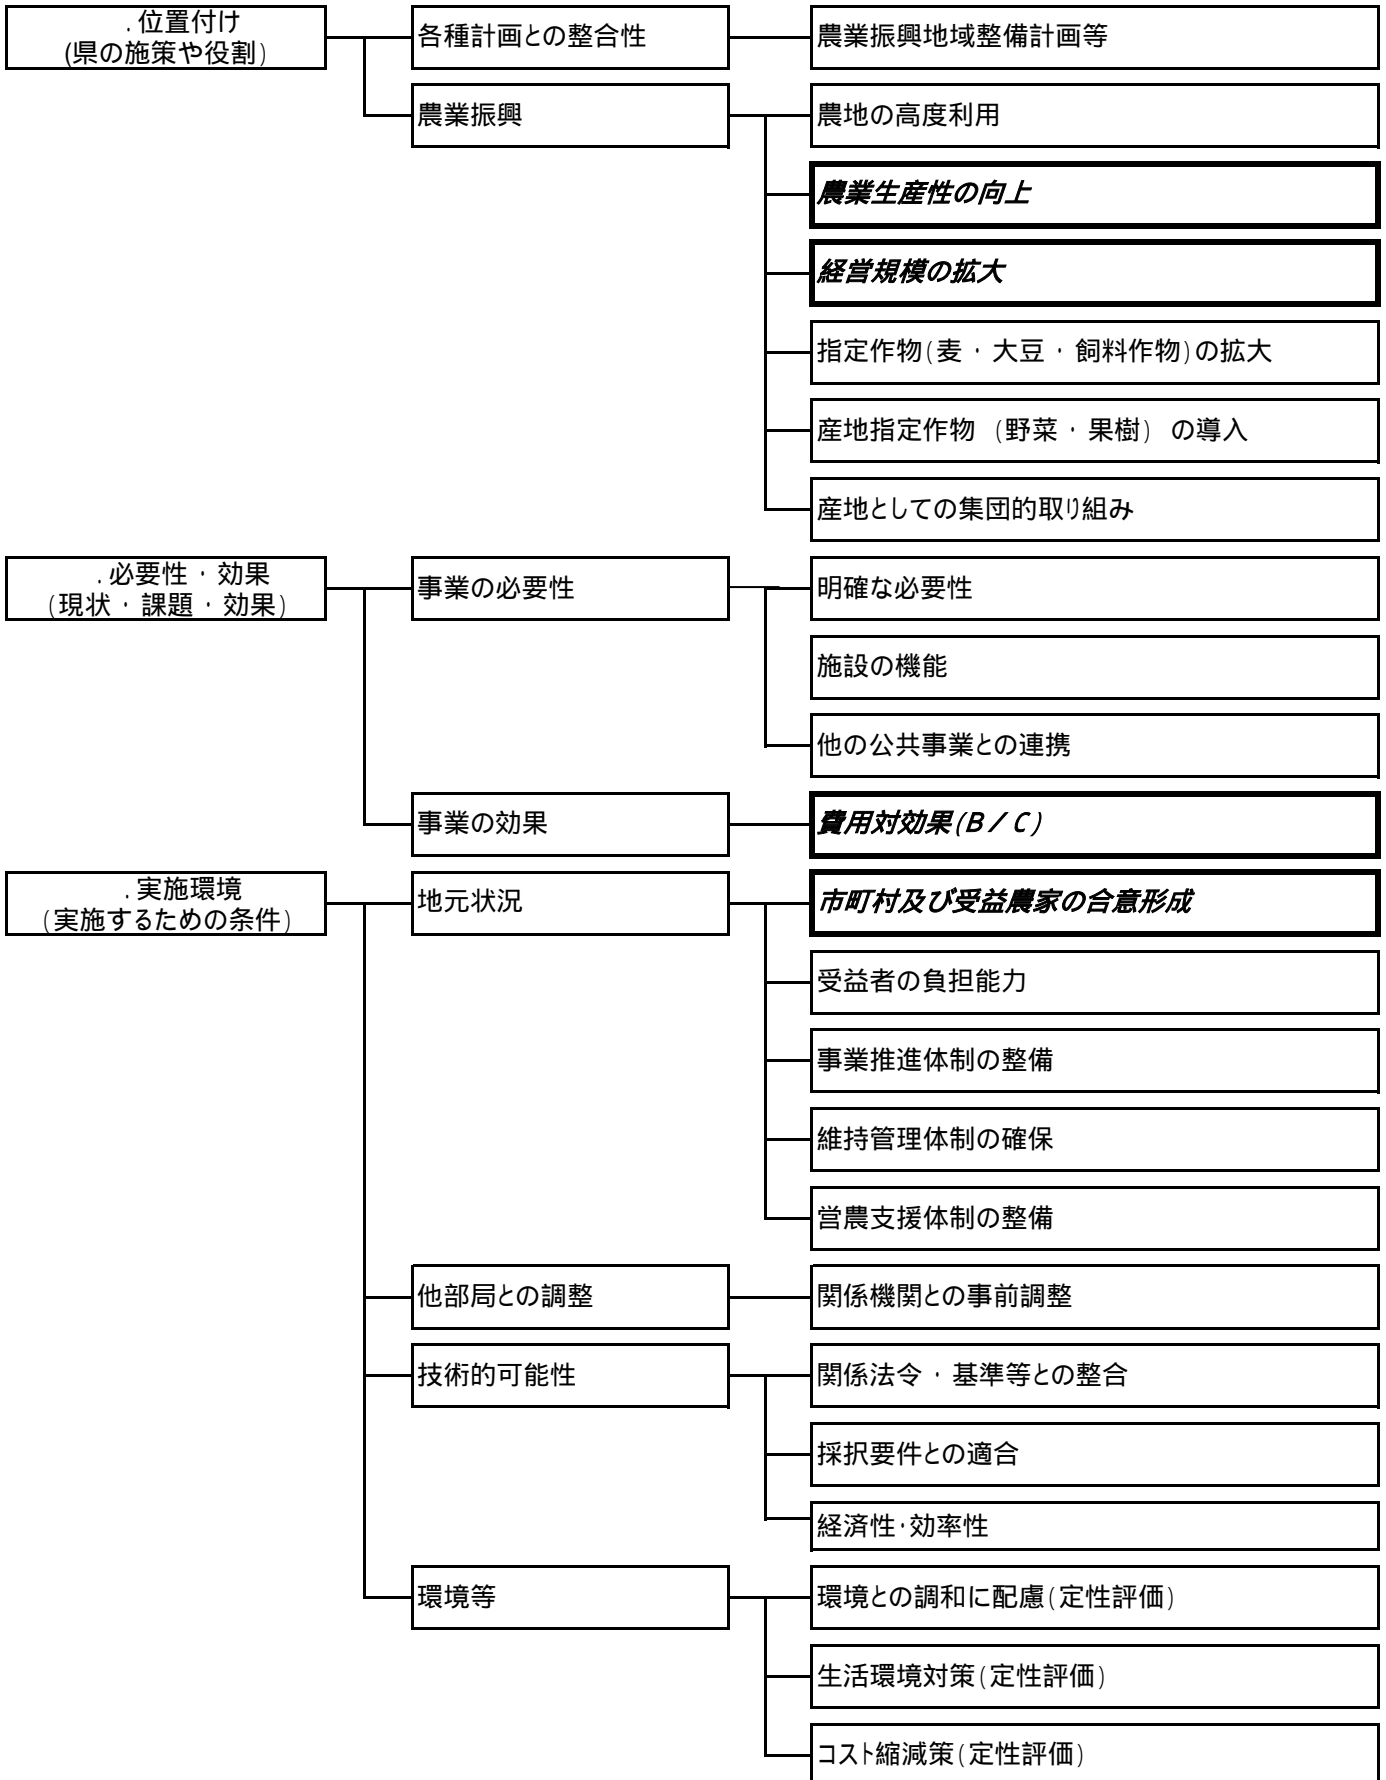 .位置付け
(県の施策や役割)
各種計画との整合性
農業振興地域整備計画等
農業振興
農地の高度利用
農業生産性の向上
経営規模の拡大
指定作物(麦・大豆・飼料作物)の拡大
産地指定作物 (野菜・果樹) の導入
産地としての集団的取り組み
.必要性・効果
(現状・課題・効果)
事業の必要性
明確な必要性
施設の機能
他の公共事業との連携
事業の効果
費用対効果(B/C)
.実施環境
(実施するための条件)
地元状況
市町村及び受益農家の合意形成
受益者の負担能力
事業推進体制の整備
維持管理体制の確保
営農支援体制の整備
他部局との調整
関係機関との事前調整
技術的可能性
関係法令・基準等との整合
採択要件との適合
経済性・効率性
環境等
環境との調和に配慮(定性評価)
生活環境対策(定性評価)
コスト縮減策(定性評価)